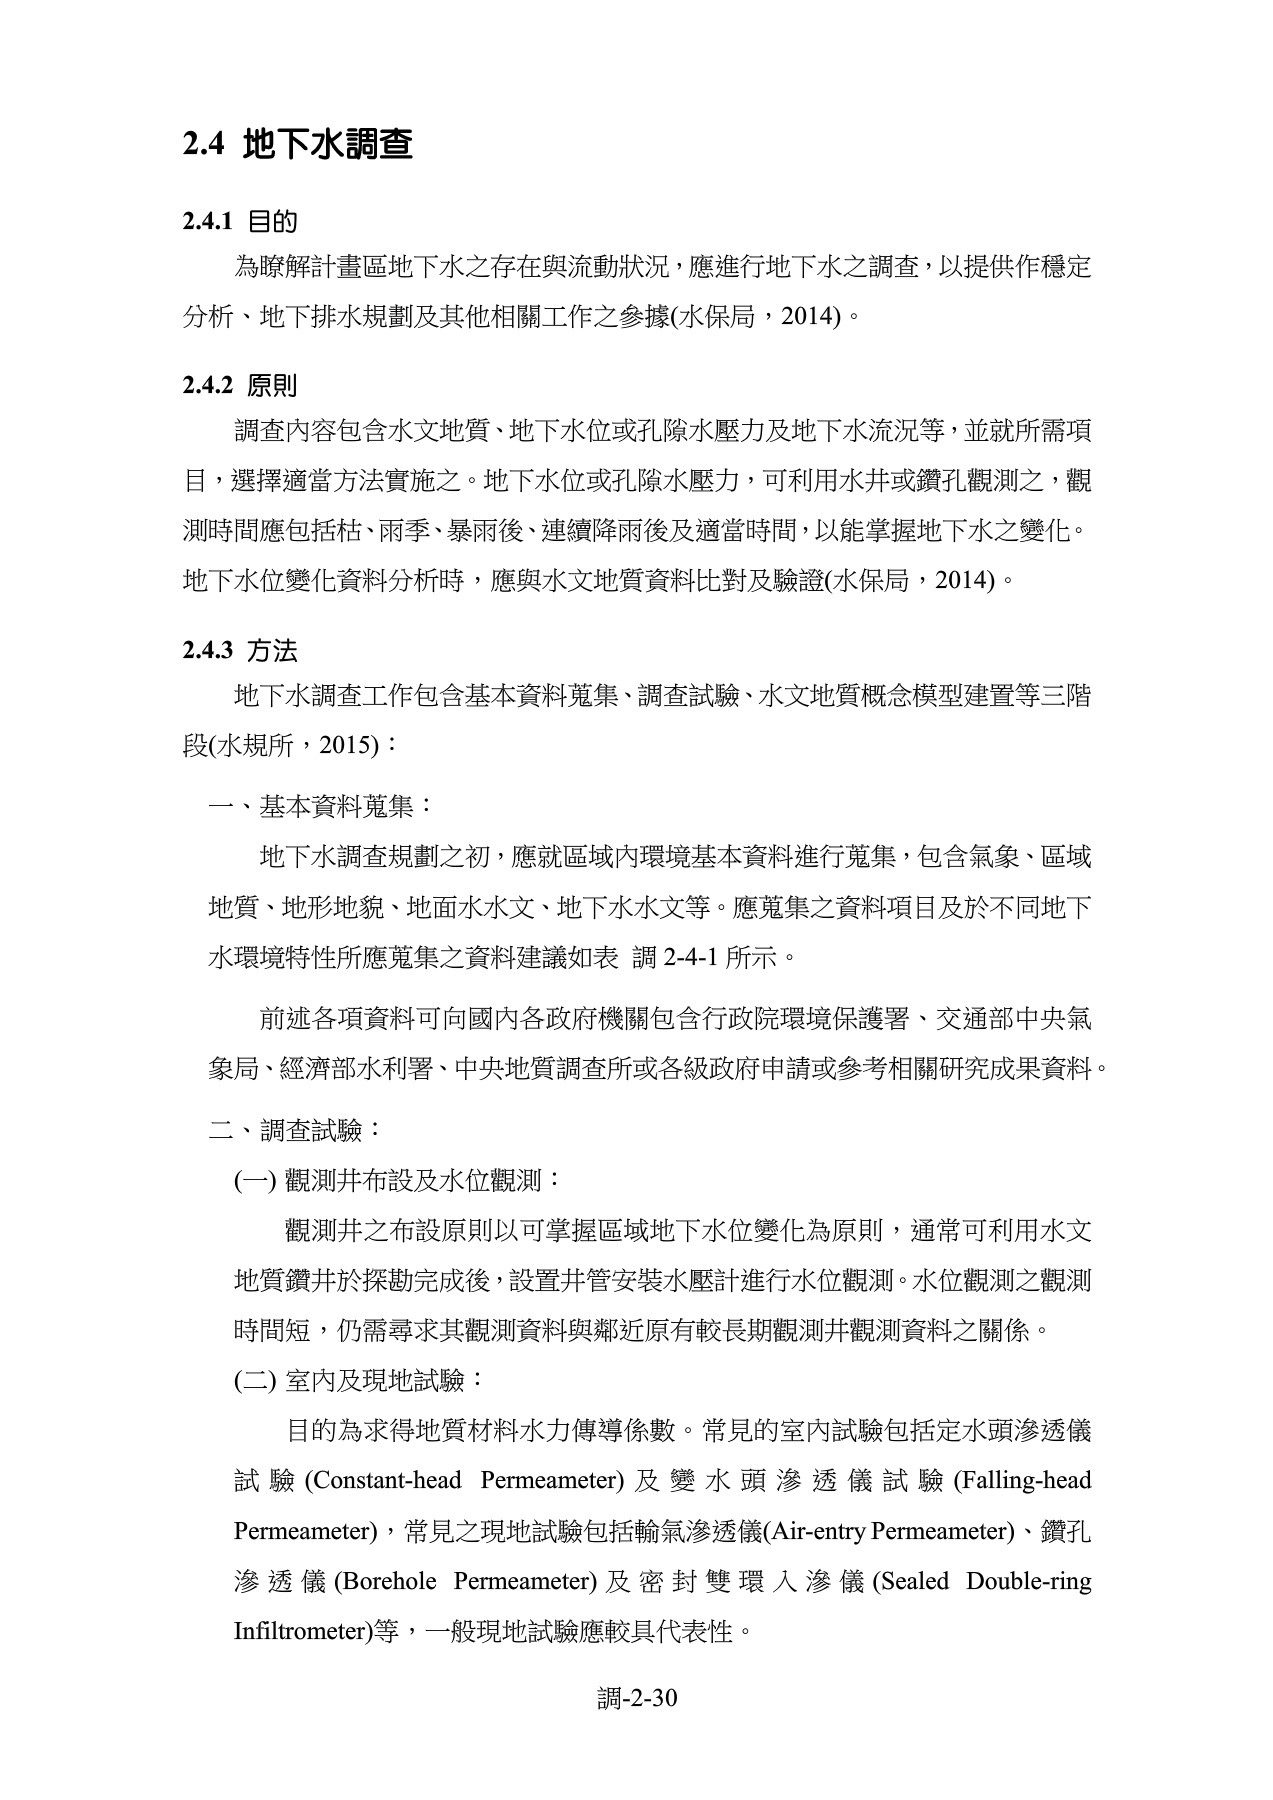 2.4 地下水調查
2.4.1 目的
為瞭解計畫區地下水之存在與流動狀況，應進行地下水之調查，以提供作穩定
分析、地下排水規劃及其他相關工作之參據(水保局，2014)。
2.4.2 原則
調查內容包含水文地質、地下水位或孔隙水壓力及地下水流況等，並就所需項
目，選擇適當方法實施之。地下水位或孔隙水壓力，可利用水井或鑽孔觀測之，觀
測時間應包括枯、雨季、暴雨後、連續降雨後及適當時間，以能掌握地下水之變化。
地下水位變化資料分析時，應與水文地質資料比對及驗證(水保局，2014)。
2.4.3 方法
地下水調查工作包含基本資料蒐集、調查試驗、水文地質概念模型建置等三階
段(水規所，2015)：
一、基本資料蒐集：
地下水調查規劃之初，應就區域內環境基本資料進行蒐集，包含氣象、區域
地質、地形地貌、地面水水文、地下水水文等。應蒐集之資料項目及於不同地下
水環境特性所應蒐集之資料建議如表 調 2-4-1 所示。
前述各項資料可向國內各政府機關包含行政院環境保護署、交通部中央氣
象局、經濟部水利署、中央地質調查所或各級政府申請或參考相關研究成果資料。
二、調查試驗：
(一) 觀測井布設及水位觀測：
觀測井之布設原則以可掌握區域地下水位變化為原則，通常可利用水文
地質鑽井於探勘完成後，設置井管安裝水壓計進行水位觀測。水位觀測之觀測
時間短，仍需尋求其觀測資料與鄰近原有較長期觀測井觀測資料之關係。
(二) 室內及現地試驗：
目的為求得地質材料水力傳導係數。常見的室內試驗包括定水頭滲透儀
試驗 (Constant-head Permeameter) 及變水頭滲透儀試驗 (Falling-head
Permeameter)，常見之現地試驗包括輸氣滲透儀(Air-entry Permeameter)、鑽孔
滲透儀 (Borehole Permeameter) 及密封雙環入滲儀 (Sealed Double-ring
Infiltrometer)等，一般現地試驗應較具代表性。
調-2-30